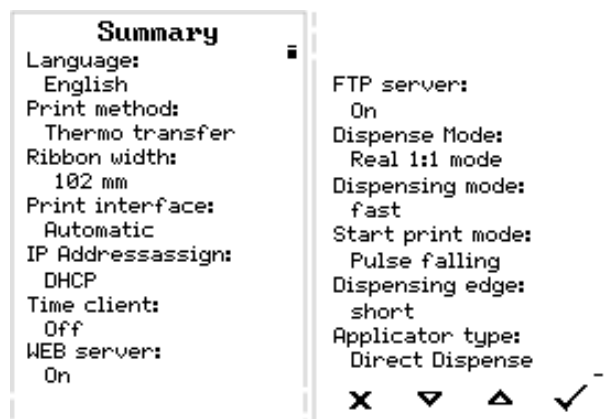 Summary
Language:
English
Print method:
Thermo transfer
Ribbon width:
102 mm
Print interface:
Automatic
IP Addressassign:
DHCP
Time client:
Off
WEB server:
On
FTP server:
On
Dispense Mode:
Real 1:1 mode
Dispensing mode:
fast
Start print mode:
Pulse falling
Dispensing edge:
short
Applicator type:
Direct Dispense